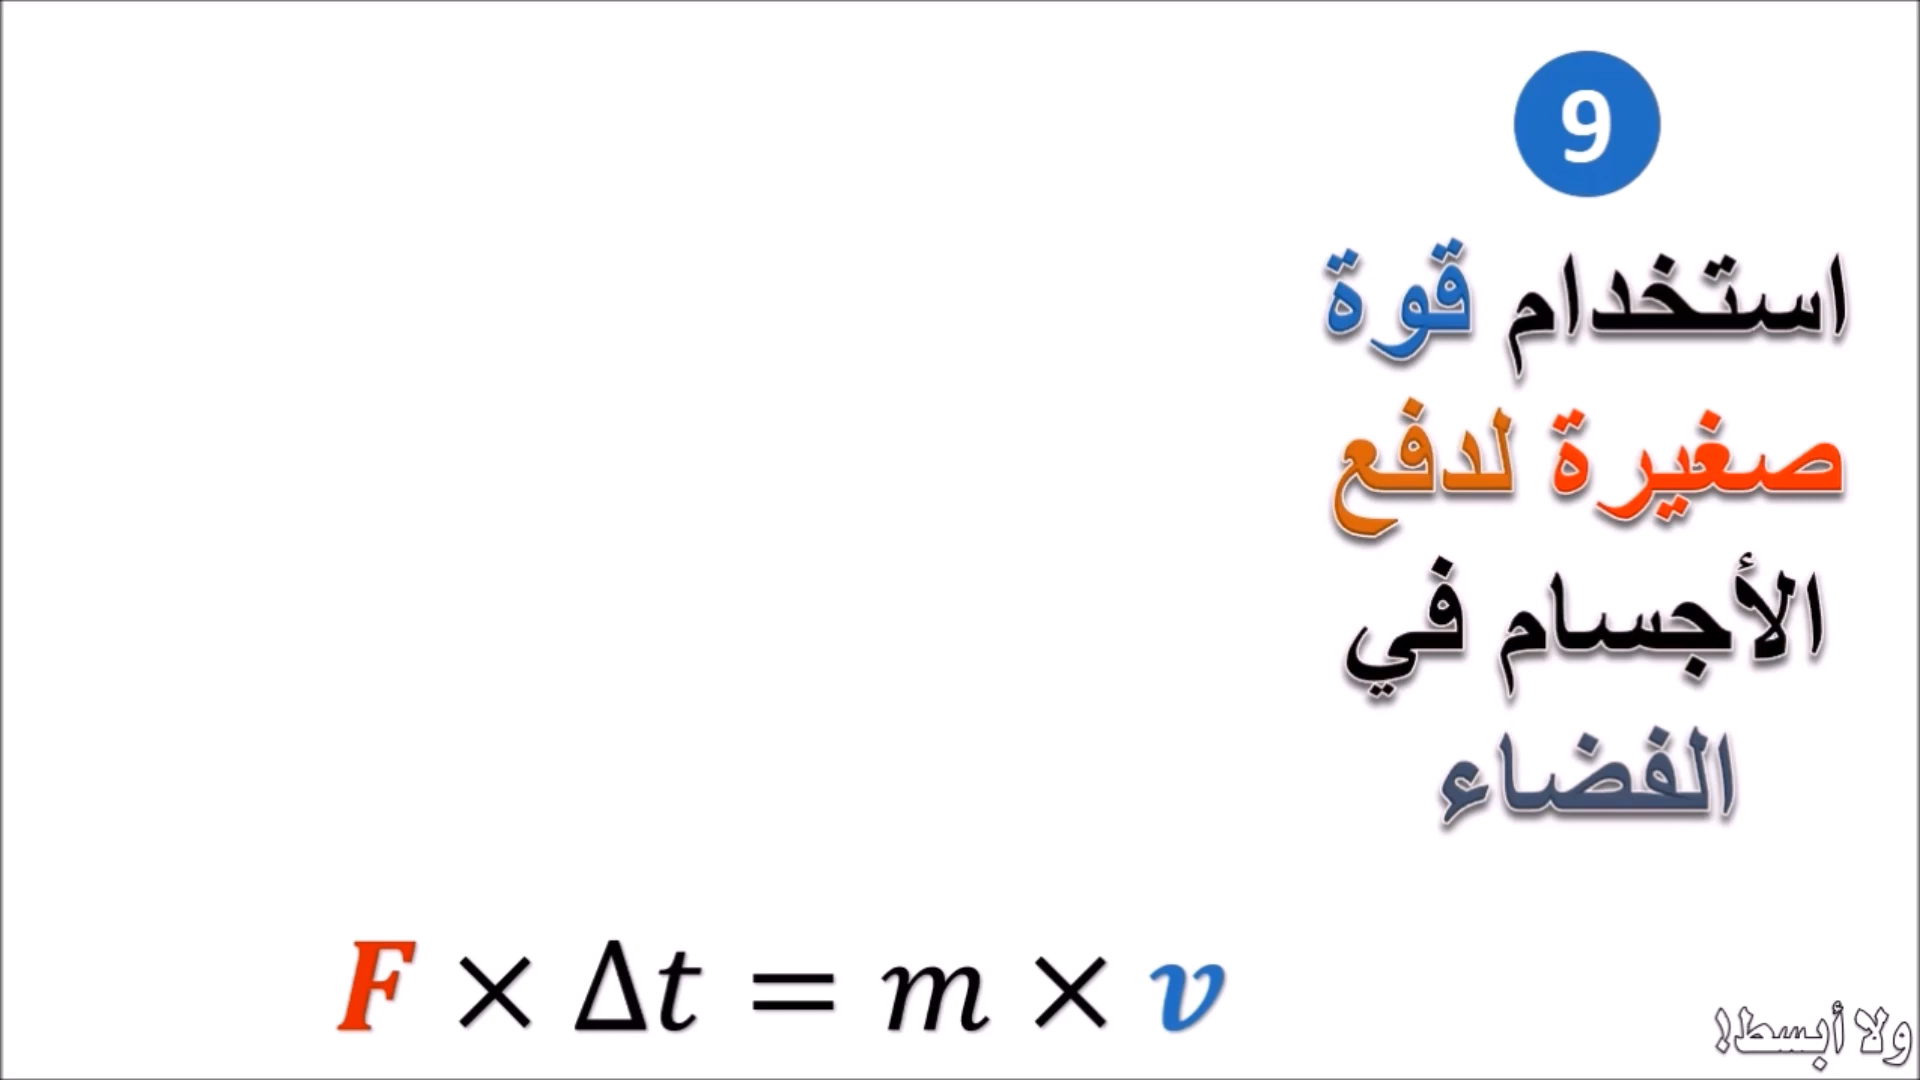 9
استخدام قوة
صغيرة لدفع
الأجسام في
الفضاء
F × Δt = m × v
ولا أبسط!